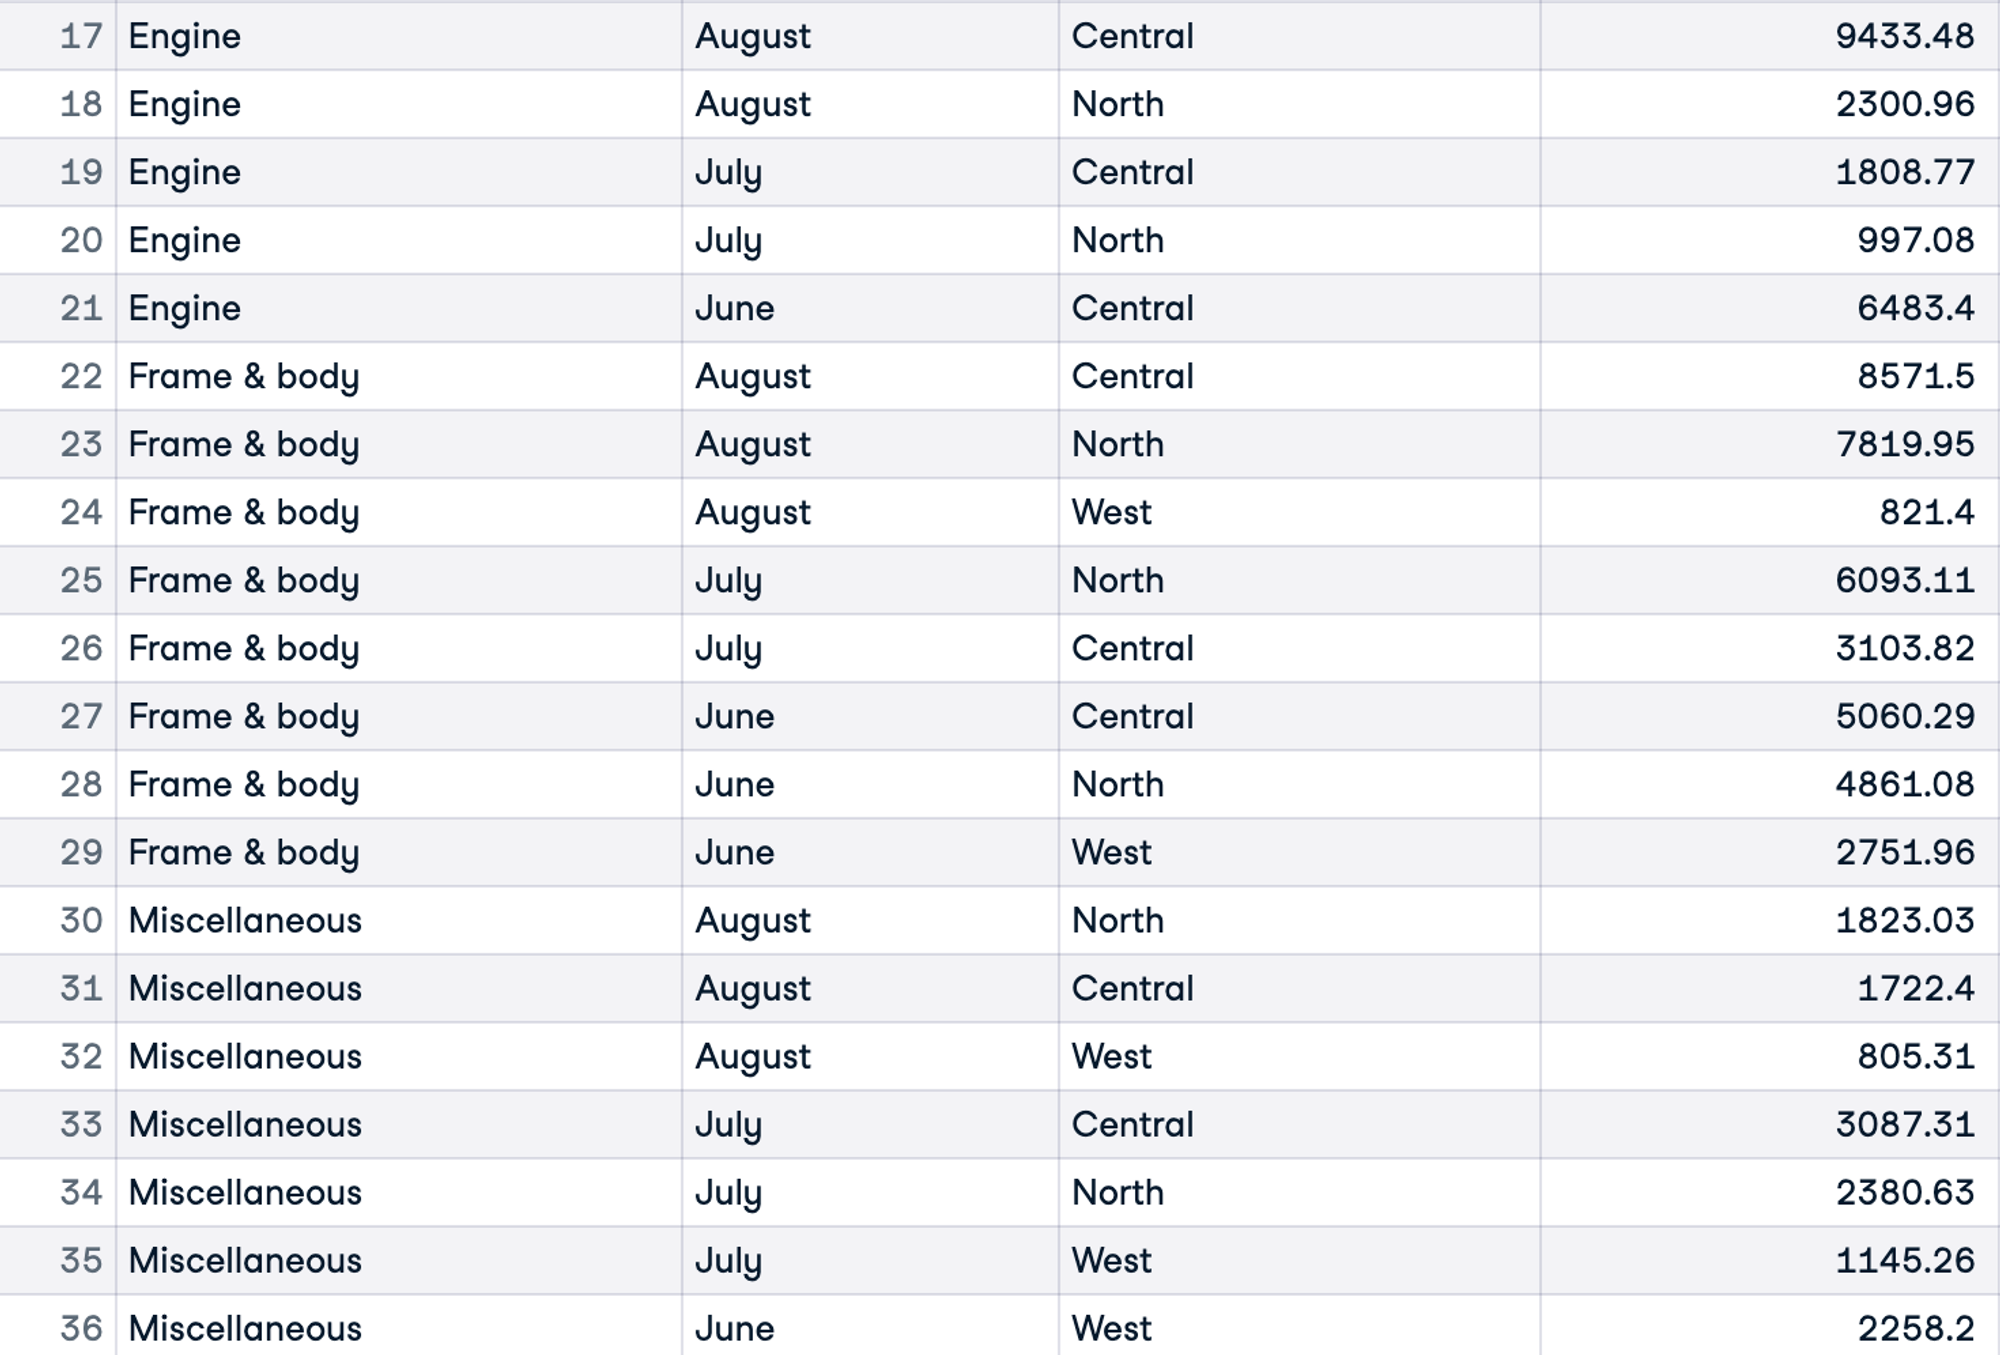 17 Engine August Central 9433.48
18 Engine August North 2300.96
19 Engine July Central 1808.77
20 Engine July North 997.08
21 Engine June Central 6483.4
22 Frame & body August Central 8571.5
23 Frame & body August North 7819.95
24 Frame & body August West 821.4
25 Frame & body July North 6093.11
26 Frame & body July Central 3103.82
27 Frame & body June Central 5060.29
28 Frame & body June North 4861.08
29 Frame & body June West 2751.96
30 Miscellaneous August North 1823.03
31 Miscellaneous August Central 1722.4
32 Miscellaneous August West 805.31
33 Miscellaneous July Central 3087.31
34 Miscellaneous July North 2380.63
35 Miscellaneous July West 1145.26
36 Miscellaneous June West 2258.2